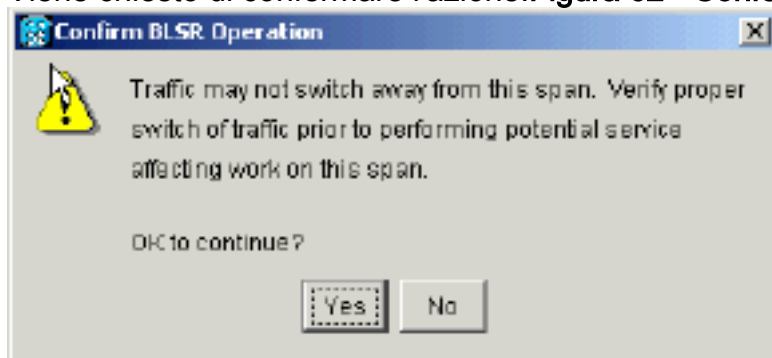 Confirm BLSR Operation
Traffic may not switch away from this span. Verify proper
switch of traffic prior to performing potential service
affecting work on this span.
OK to continue?
Yes
No